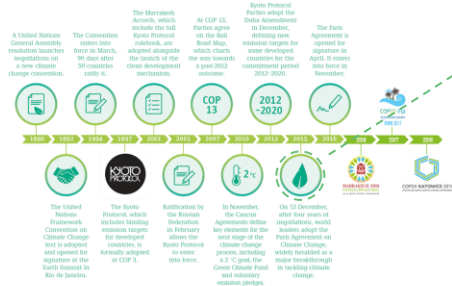 A United Nations
General Assembly
resolution launches
negotiations on
a new climate
change convention.
The Convention
enters into
force in March,
90 days after
50 countries
ratify it.
The Marrakesh
Accords, which
include the full
Kyoto Protocol
rulebook, are
adopted alongside
the launch of the
clean development
mechanism.
At COP 13,
Parties agree
on the Bali
Road Map, which
charts the way
towards a
post-2012
outcome.
Kyoto Protocol
Parties adopt the
Doha Amendment
in December,
defining new
emission targets for
some developed
countries for the
commitment period
2012-2020.
The Paris
Agreement is
opened for
signature in
April. It enters
into force in
November.
COP
13
2012
-2020
1990
1992
1994
1997
2001
2005
2007
2010
2012
2015
2016
2016
2017
2018
KYOTO
PROTOCOL
2 °C
MARRAKECH 2016
COP24 KATOWICE 2018
The United
Nations
Framework
Convention on
Climate Change
text is adopted
and opened for
signature at the
Earth Summit in
Rio de Janeiro.
The Kyoto
Protocol, which
includes binding
emission targets
for developed
countries, is
formally adopted
at COP 3.
Ratification by
the Russian
Federation
in February
allows the
Kyoto Protocol
to enter
into force.
In November,
the Cancun
Agreements define
key elements for the
next stage of the
climate change
process, including
a 2 °C goal, the
Green Climate Fund
and voluntary
emission pledges.
On 12 December,
after four years of
negotiations, world
leaders adopt the
Paris Agreement on
Climate Change,
widely heralded as a
major breakthrough
in tackling climate
change.